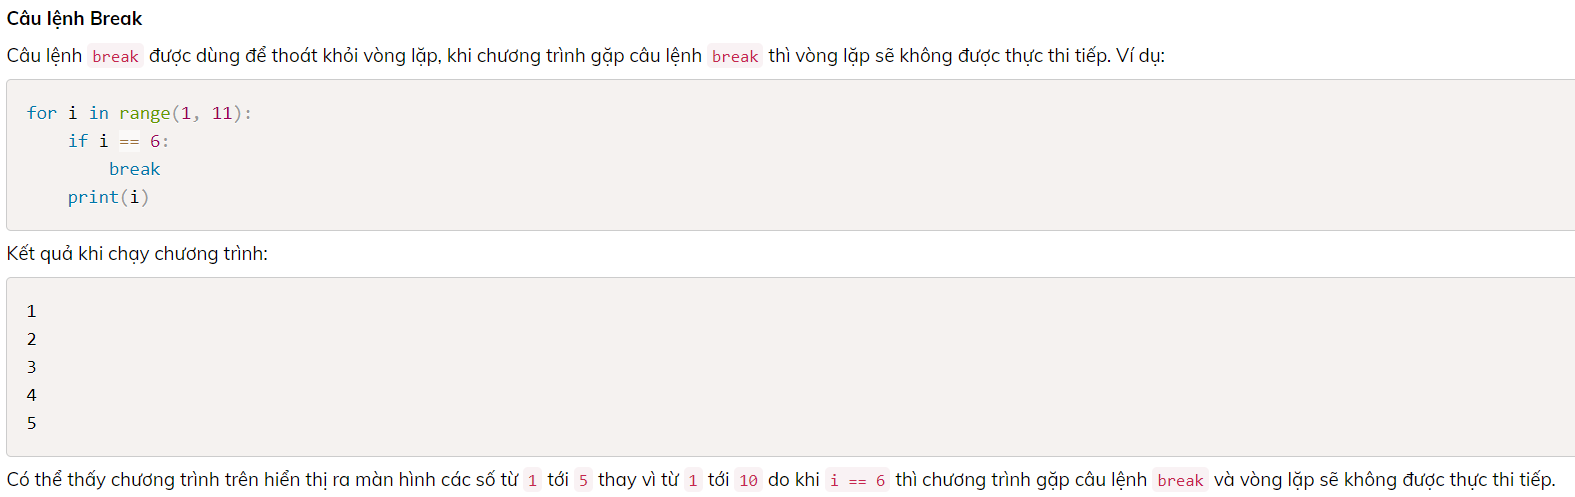 Câu lệnh Break
Câu lệnh break được dùng để thoát khỏi vòng lặp, khi chương trình gặp câu lệnh break thì vòng lặp sẽ không được thực thi tiếp. Ví dụ:
for i in range(1, 11):
    if i == 6:
        break
    print(i)
Kết quả khi chạy chương trình:
1
2
3
4
5
Có thể thấy chương trình trên hiển thị ra màn hình các số từ 1 tới 5 thay vì từ 1 tới 10 do khi i == 6 thì chương trình gặp câu lệnh break và vòng lặp sẽ không được thực thi tiếp.